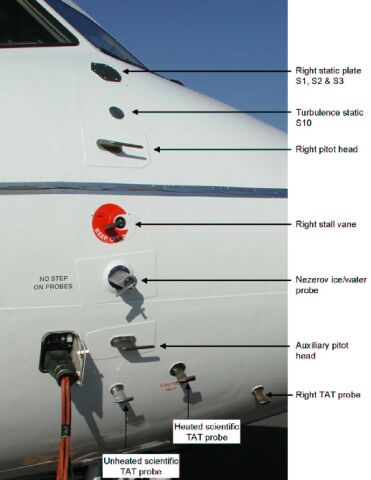 Right static plate
S1, S2 & S3
Turbulence static
S10
Right pitot head
KEEP
Right stall vane
NO STEP
ON PROBES
Nezerov ice/water
probe
Auxiliary pitot
head
CAUTION
HOT
Right TAT probe
Heated scientific
TAT probe
Unheated scientific
TAT probe